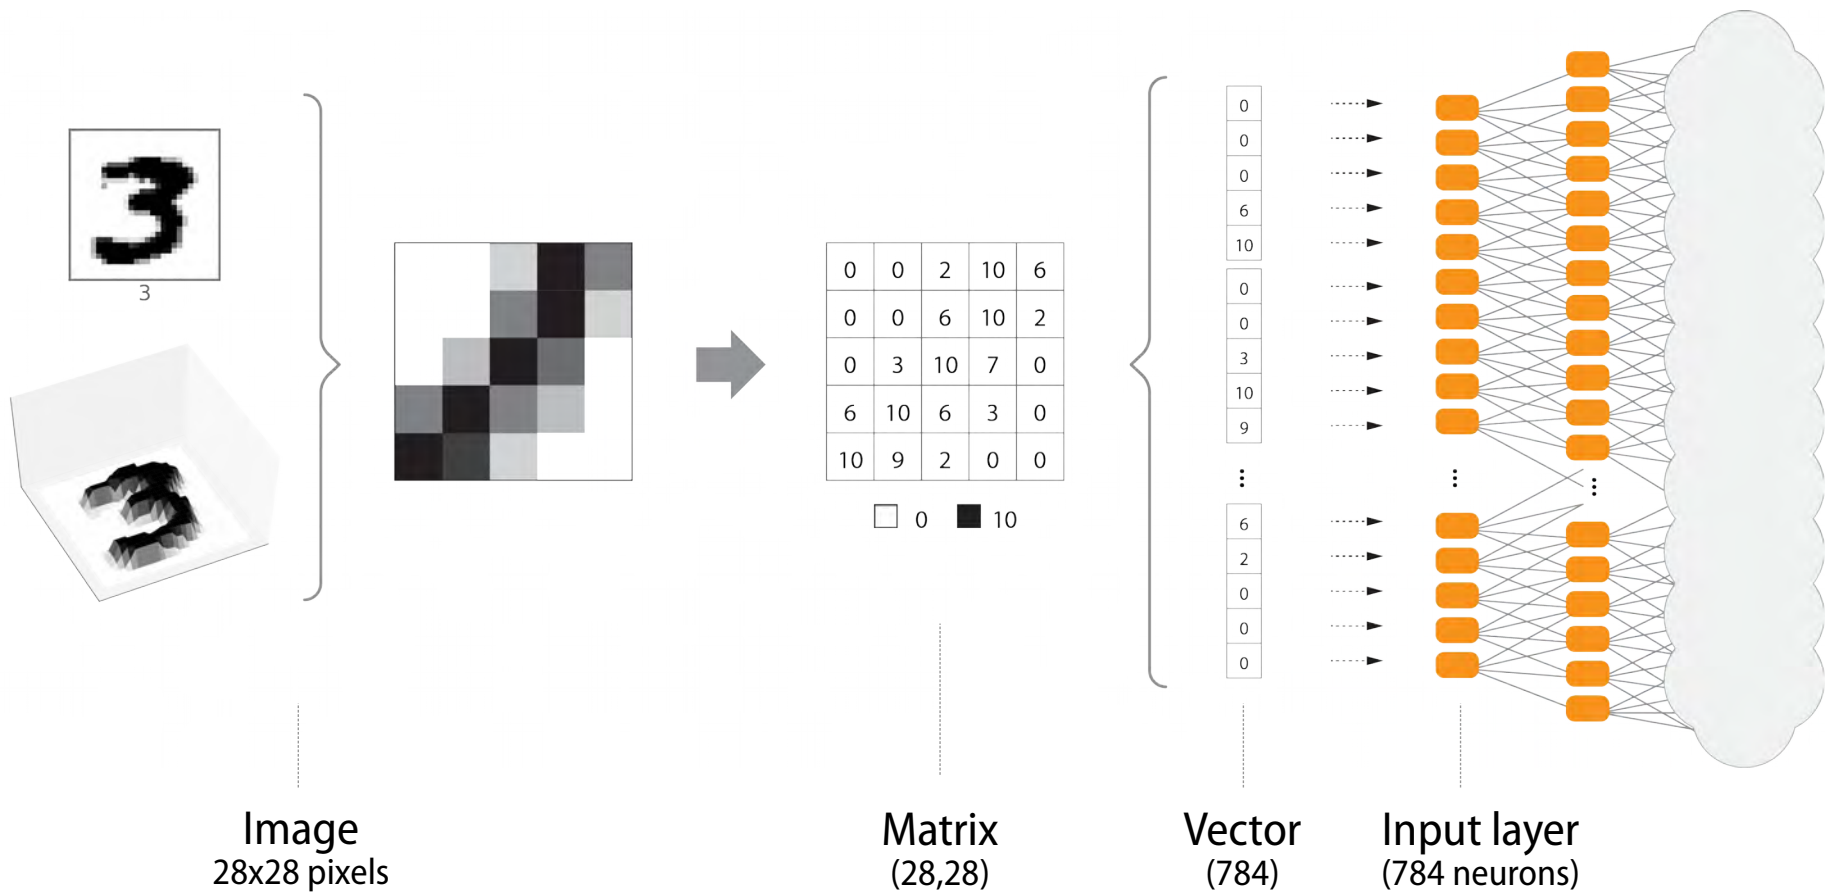 3
0 0 2 10 6
0 0 6 10 2
0 3 10 7 0
6 10 6 3 0
10 9 2 0 0
0 10
0
0
0
6
10
0
0
3
10
9
...
6
2
0
0
0
...
...
Image
28x28 pixels
Matrix
(28,28)
Vector
(784)
Input layer
(784 neurons)